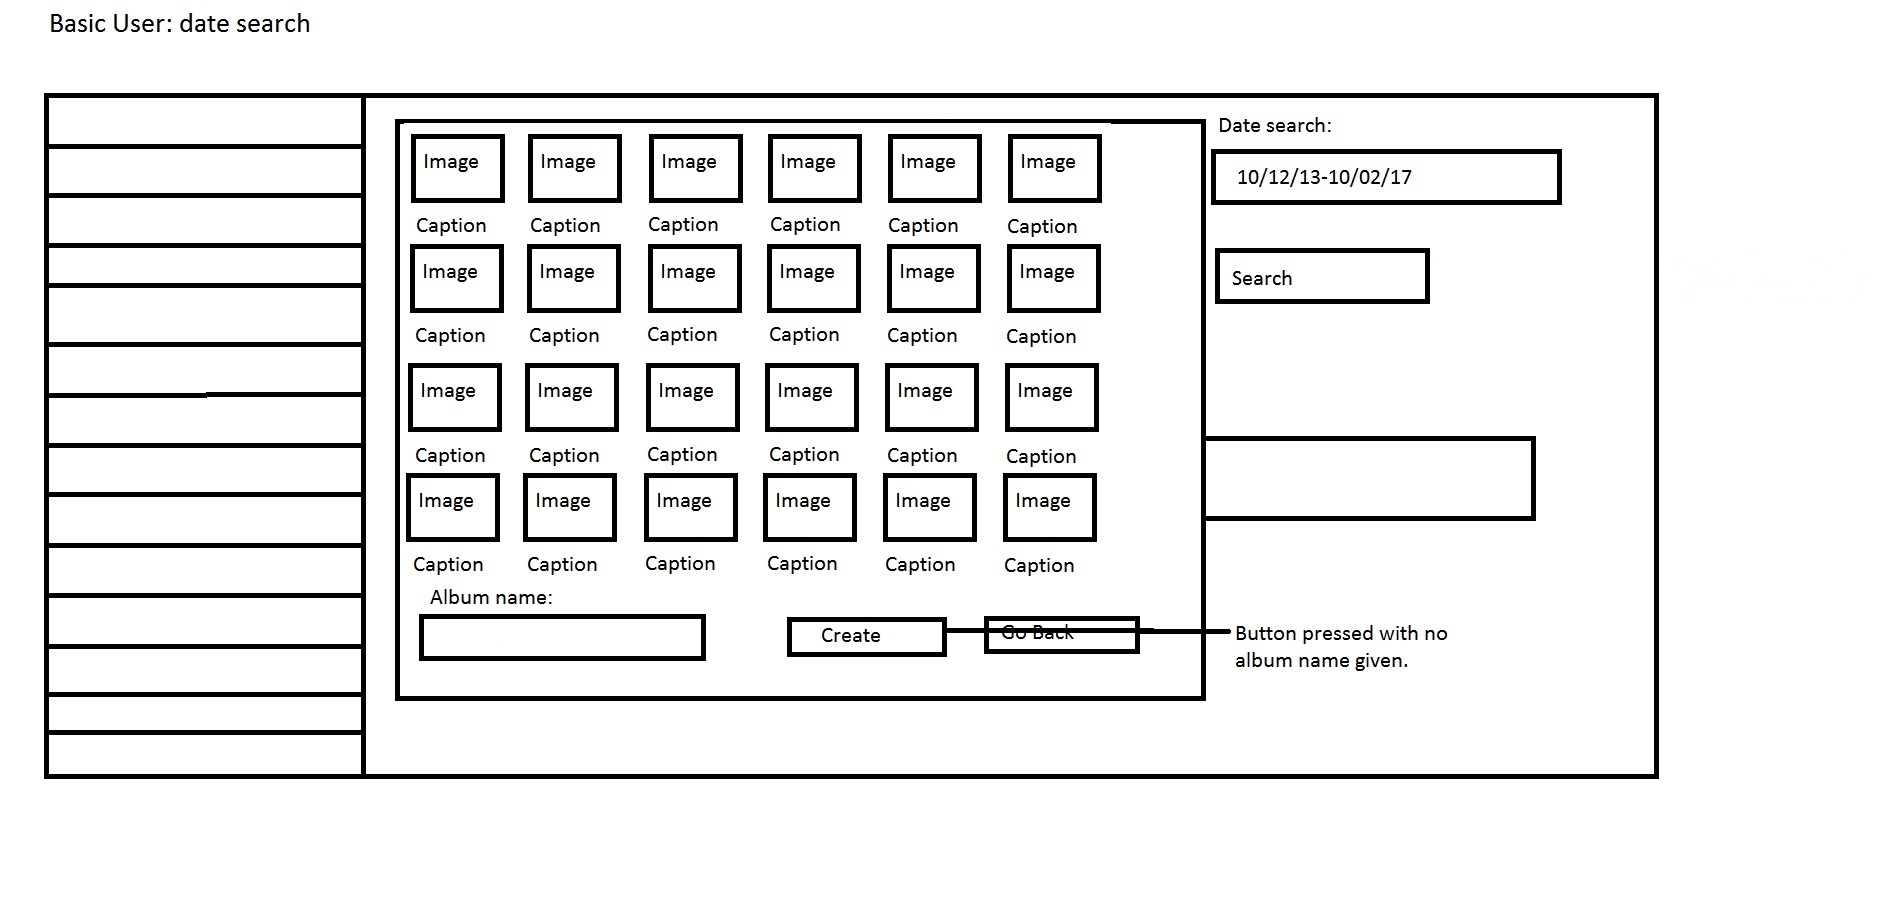 Basic User: date search
Date search:
10/12/13-10/02/17
Search
Image Image Image Image Image Image
Caption Caption Caption Caption Caption Caption
Image Image Image Image Image Image
Caption Caption Caption Caption Caption Caption
Image Image Image Image Image Image
Caption Caption Caption Caption Caption Caption
Image Image Image Image Image Image
Caption Caption Caption Caption Caption Caption
Album name:
Create
Go Back
Button pressed with no
album name given.